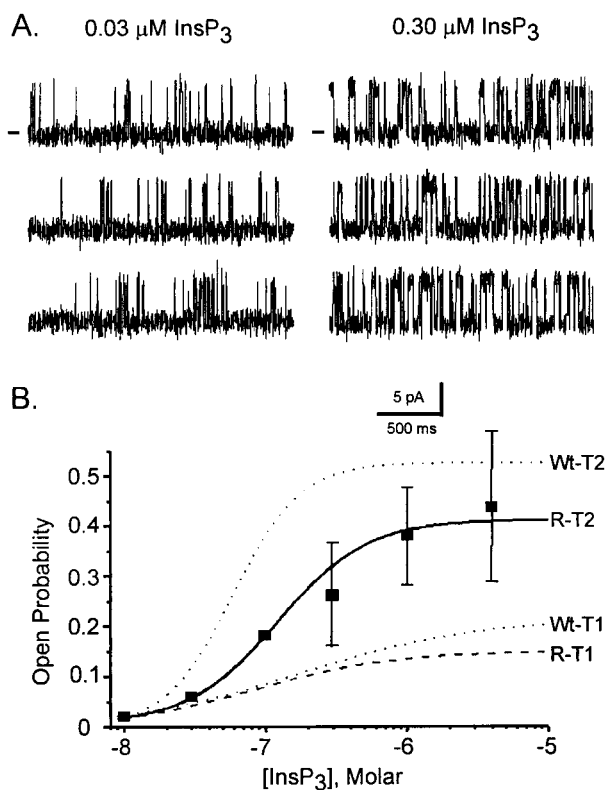 A.
0.03 μM InsP3
0.30 μM InsP3
B.
5 pA
500 ms
Wt-T2
R-T2
Wt-T1
R-T1
Open Probability
0.5
0.4
0.3
0.2
0.1
0
-8
-7
-6
-5
[InsP3], Molar